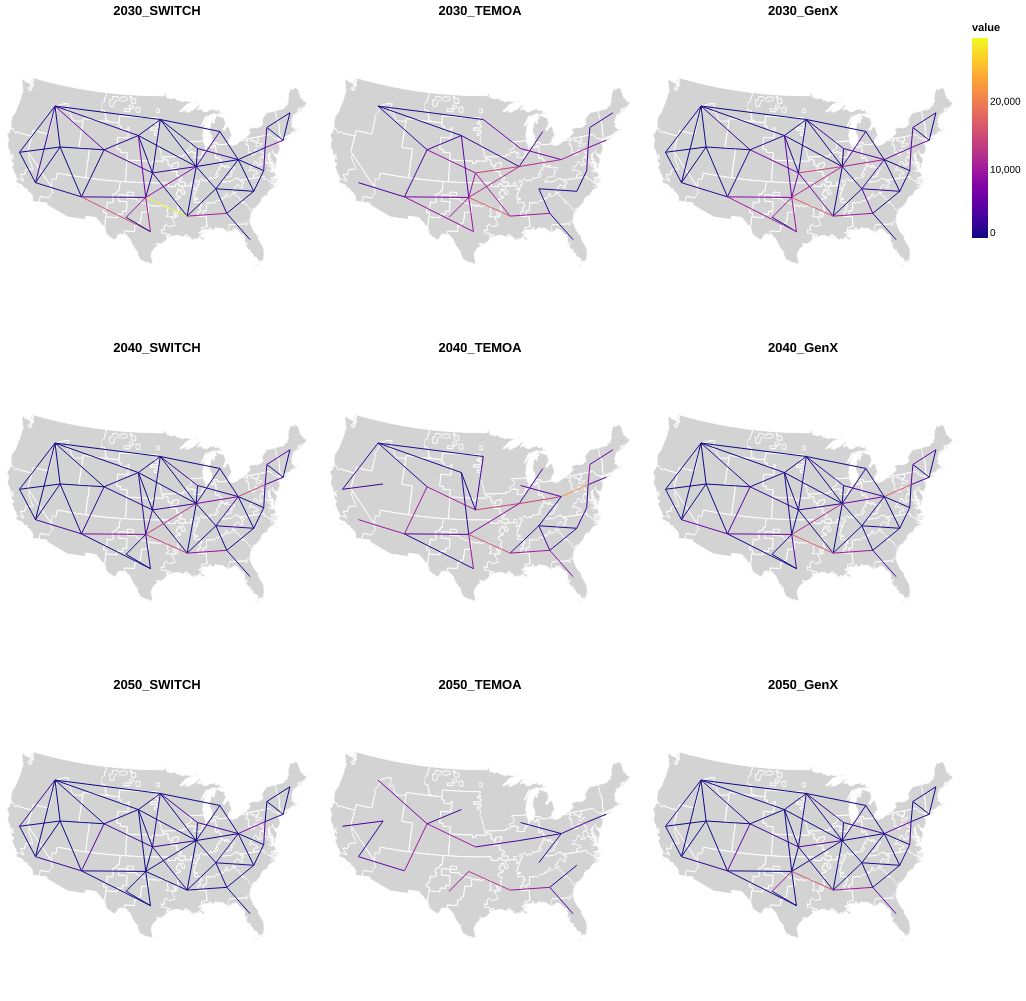 2030_SWITCH
2030_TEMOA
2030_GenX
value
20,000
10,000
0
2040_SWITCH
2040_TEMOA
2040_GenX
2050_SWITCH
2050_TEMOA
2050_GenX